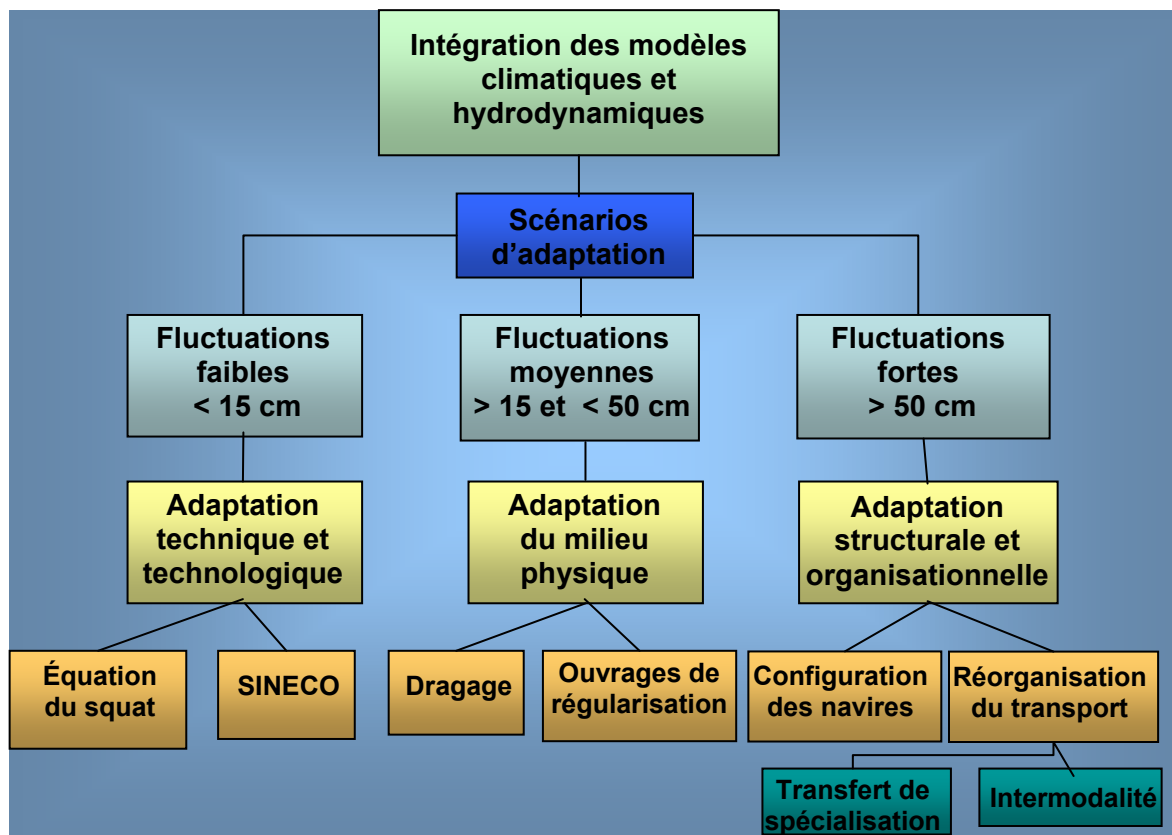 Intégration des modèles
climatiques et
hydrodynamiques
Scénarios
d’adaptation
Fluctuations
faibles
< 15 cm
Fluctuations
moyennes
> 15 et < 50 cm
Fluctuations
fortes
> 50 cm
Adaptation
technique et
technologique
Adaptation
du milieu
physique
Adaptation
structurale et
organisationnelle
Équation
du squat
SINECO
Dragage
Ouvrages de
régularisation
Configuration
des navires
Réorganisation
du transport
Transfert de
spécialisation
Intermodalité